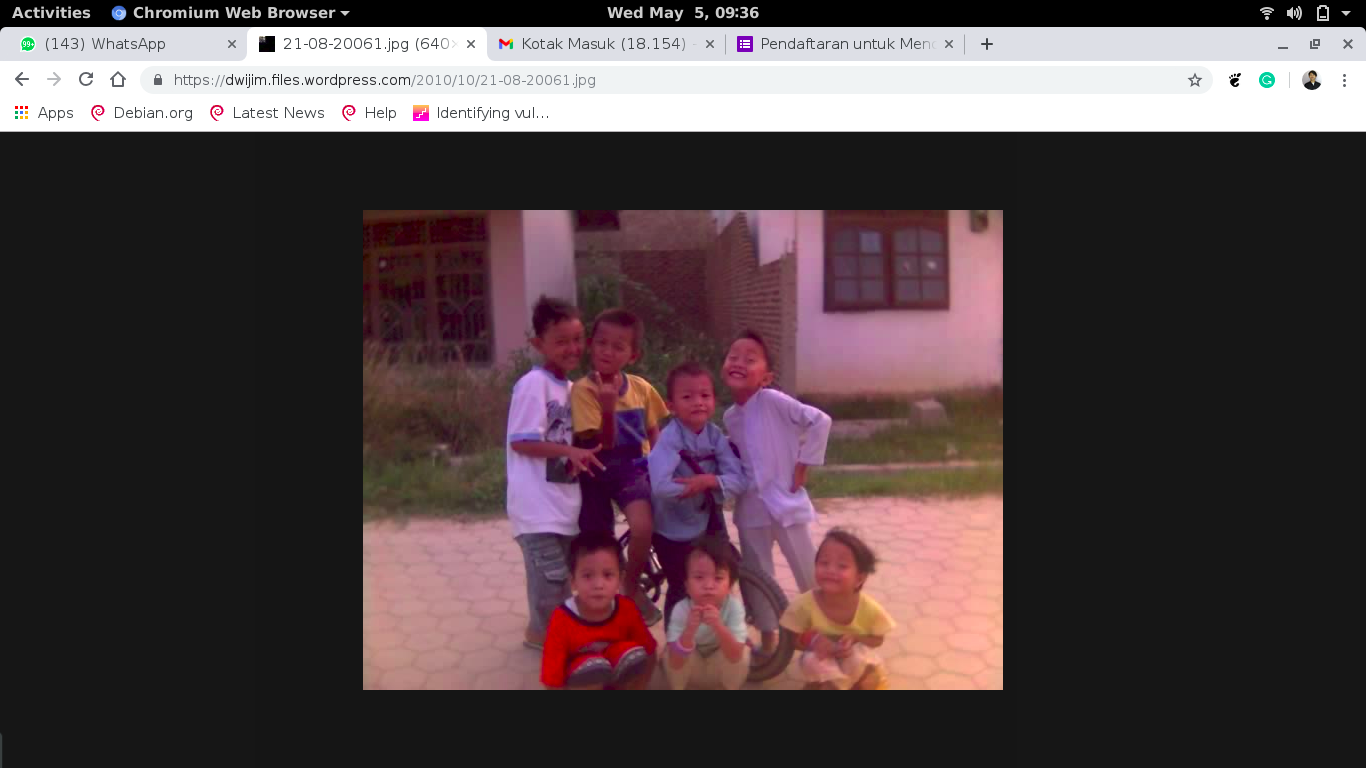 Activities Chromium Web Browser Wed May 5, 09:36
(143) WhatsApp 21-08-20061.jpg (640× Kotak Masuk (18.154) - Pendaftaran untuk Menc
https://dwijim.files.wordpress.com/2010/10/21-08-20061.jpg
Apps Debian.org Latest News Help Identifying vul...